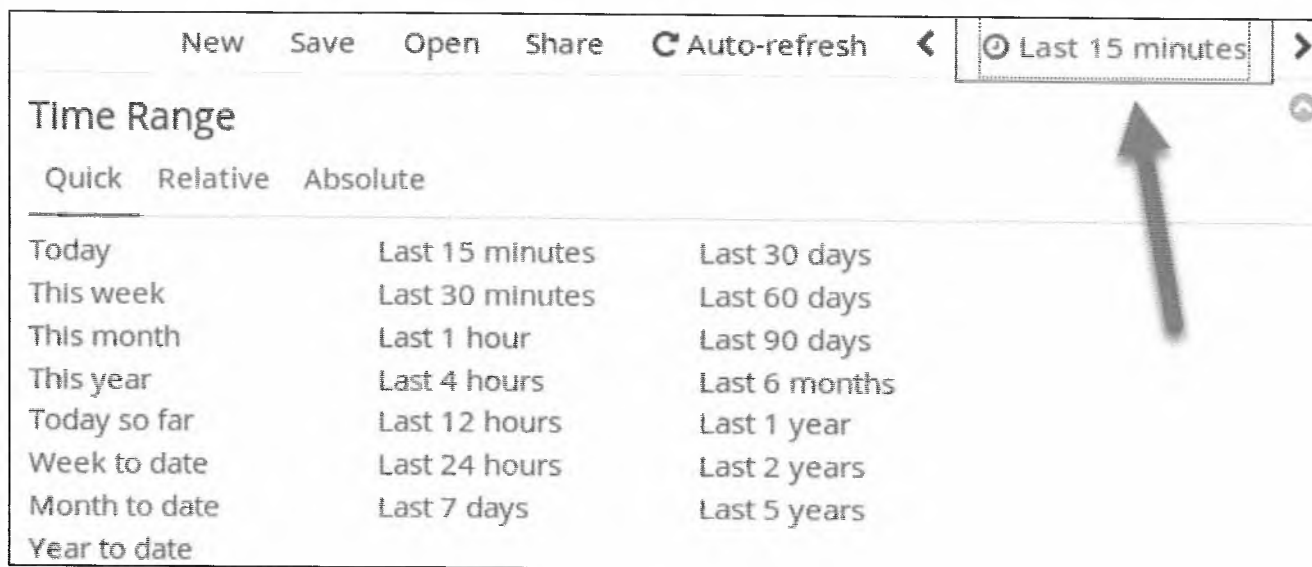 New Save Open Share Auto-refresh Last 15 minutes
Time Range
Quick Relative Absolute
Today Last 15 minutes Last 30 days
This week Last 30 minutes Last 60 days
This month Last 1 hour Last 90 days
This year Last 4 hours Last 6 months
Today so far Last 12 hours Last 1 year
Week to date Last 24 hours Last 2 years
Month to date Last 7 days Last 5 years
Year to date